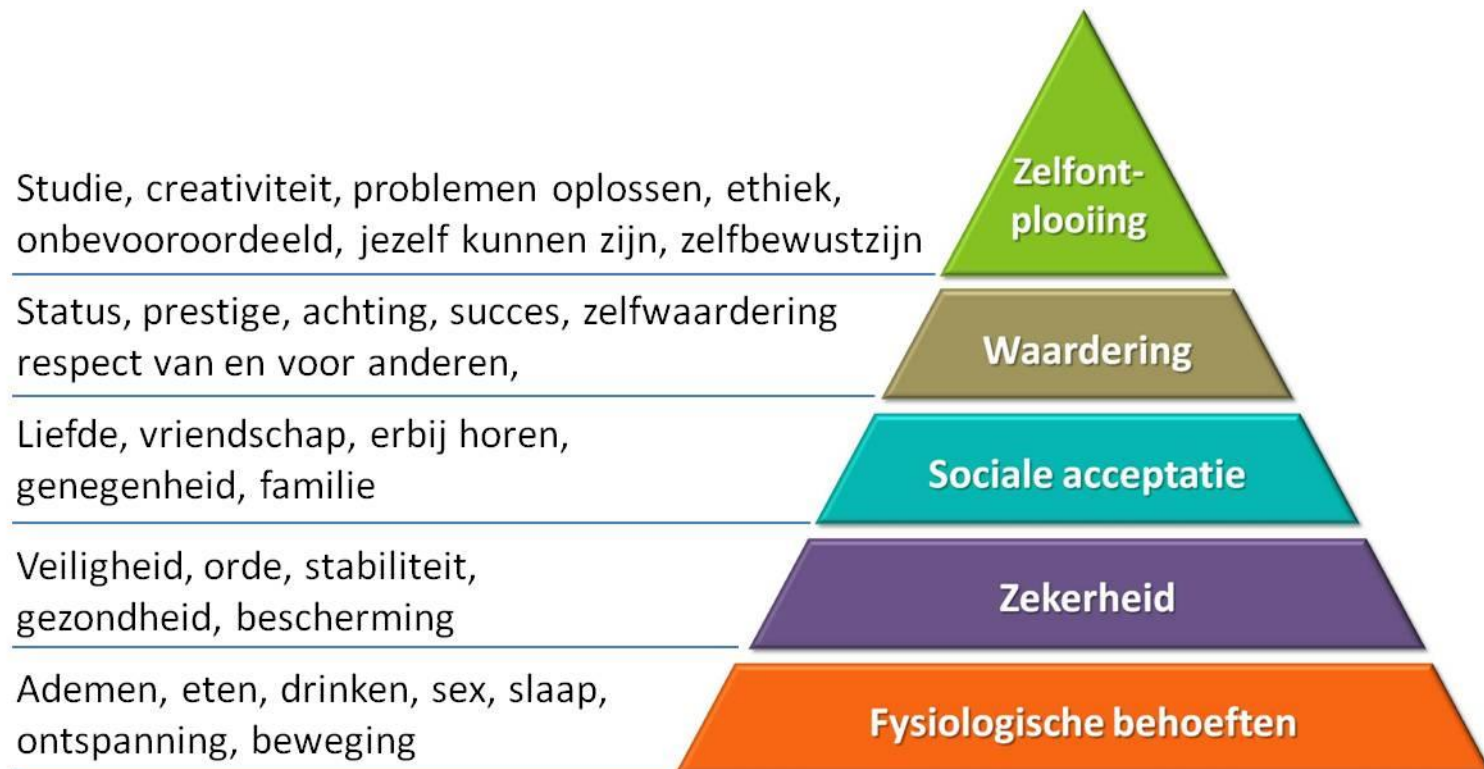 Studie, creativiteit, problemen oplossen, ethiek,
onbevooroordeeld, jezelf kunnen zijn, zelfbewustzijn
Zelfont-
plooiing
Status, prestige, achting, succes, zelfwaardering
respect van en voor anderen,
Waardering
Liefde, vriendschap, erbij horen,
genegenheid, familie
Sociale acceptatie
Veiligheid, orde, stabiliteit,
gezondheid, bescherming
Zekerheid
Ademen, eten, drinken, sex, slaap,
ontspanning, beweging
Fysiologische behoeften